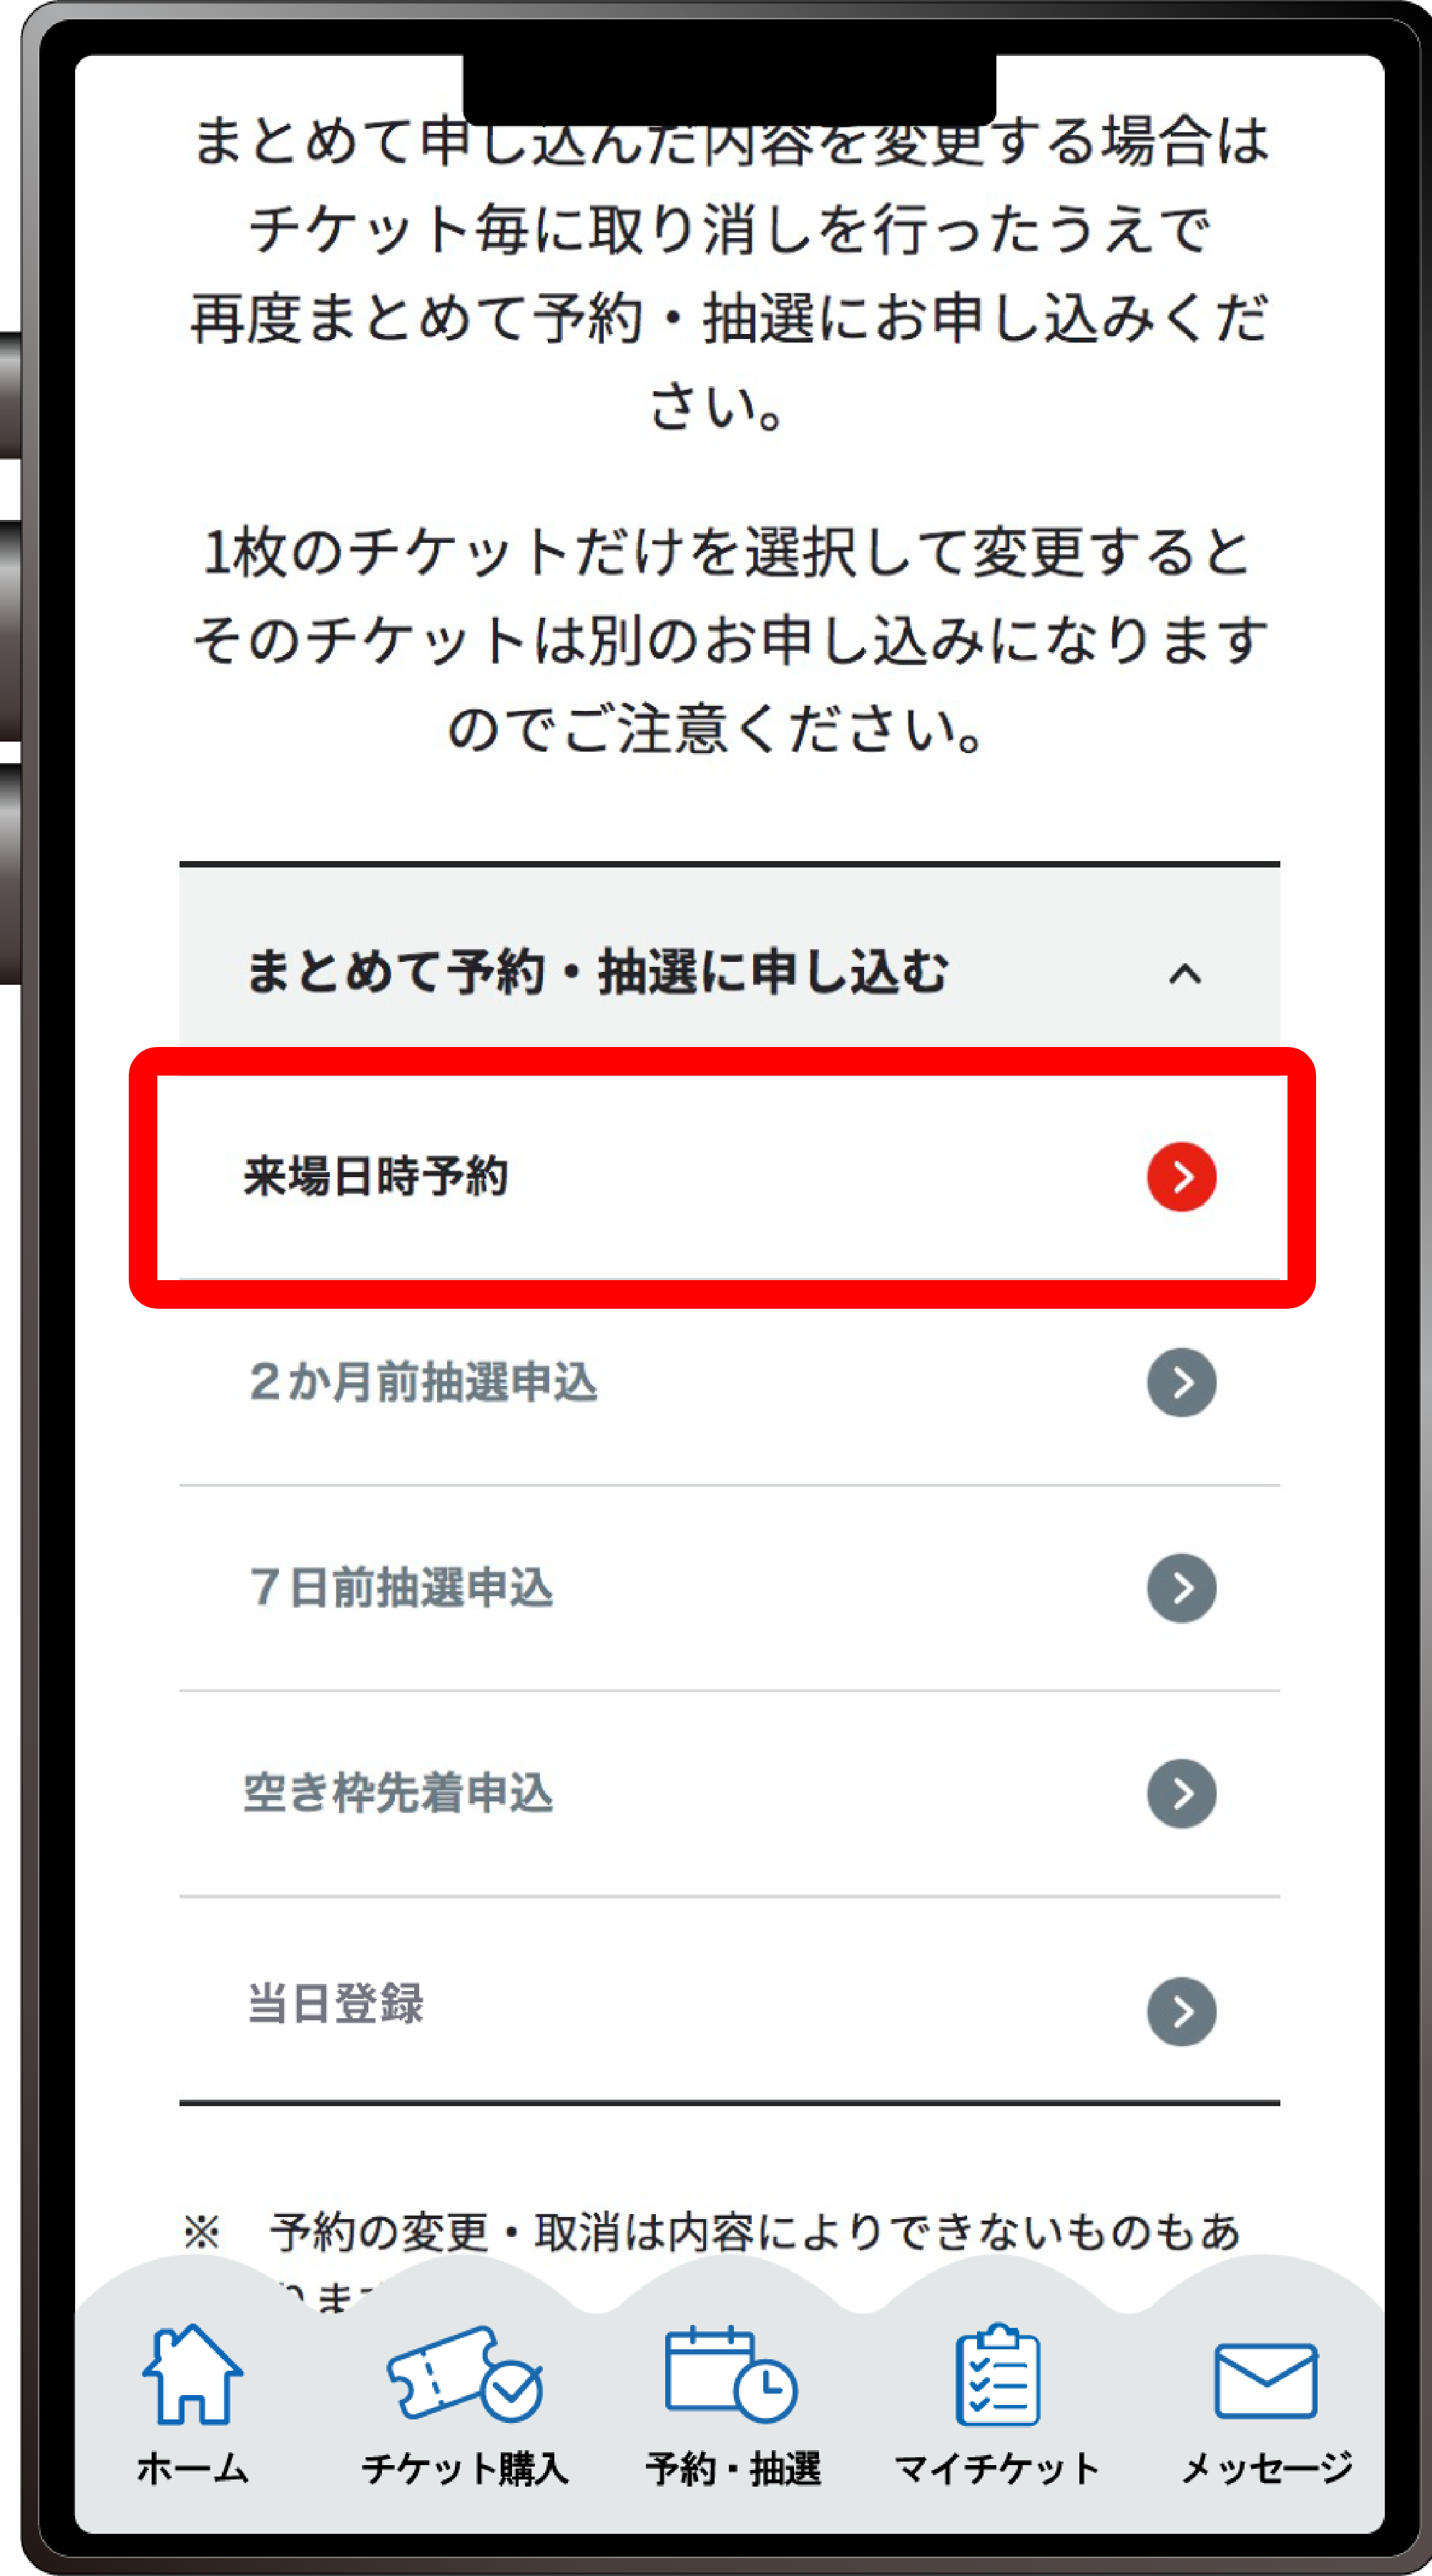 まとめて申し込んだ内容を変更する場合は
チケット毎に取り消しを行ったうえで
再度まとめて予約・抽選にお申し込みくだ
さい。
1枚のチケットだけを選択して変更すると
そのチケットは別のお申し込みになります
のでご注意ください。
まとめて予約・抽選に申し込む
来場日時予約
２か月前抽選申込
７日前抽選申込
空き枠先着申込
当日登録
※ 予約の変更・取消は内容によりできないものもあ
ります
ホーム
チケット購入
予約・抽選
マイチケット
メッセージ